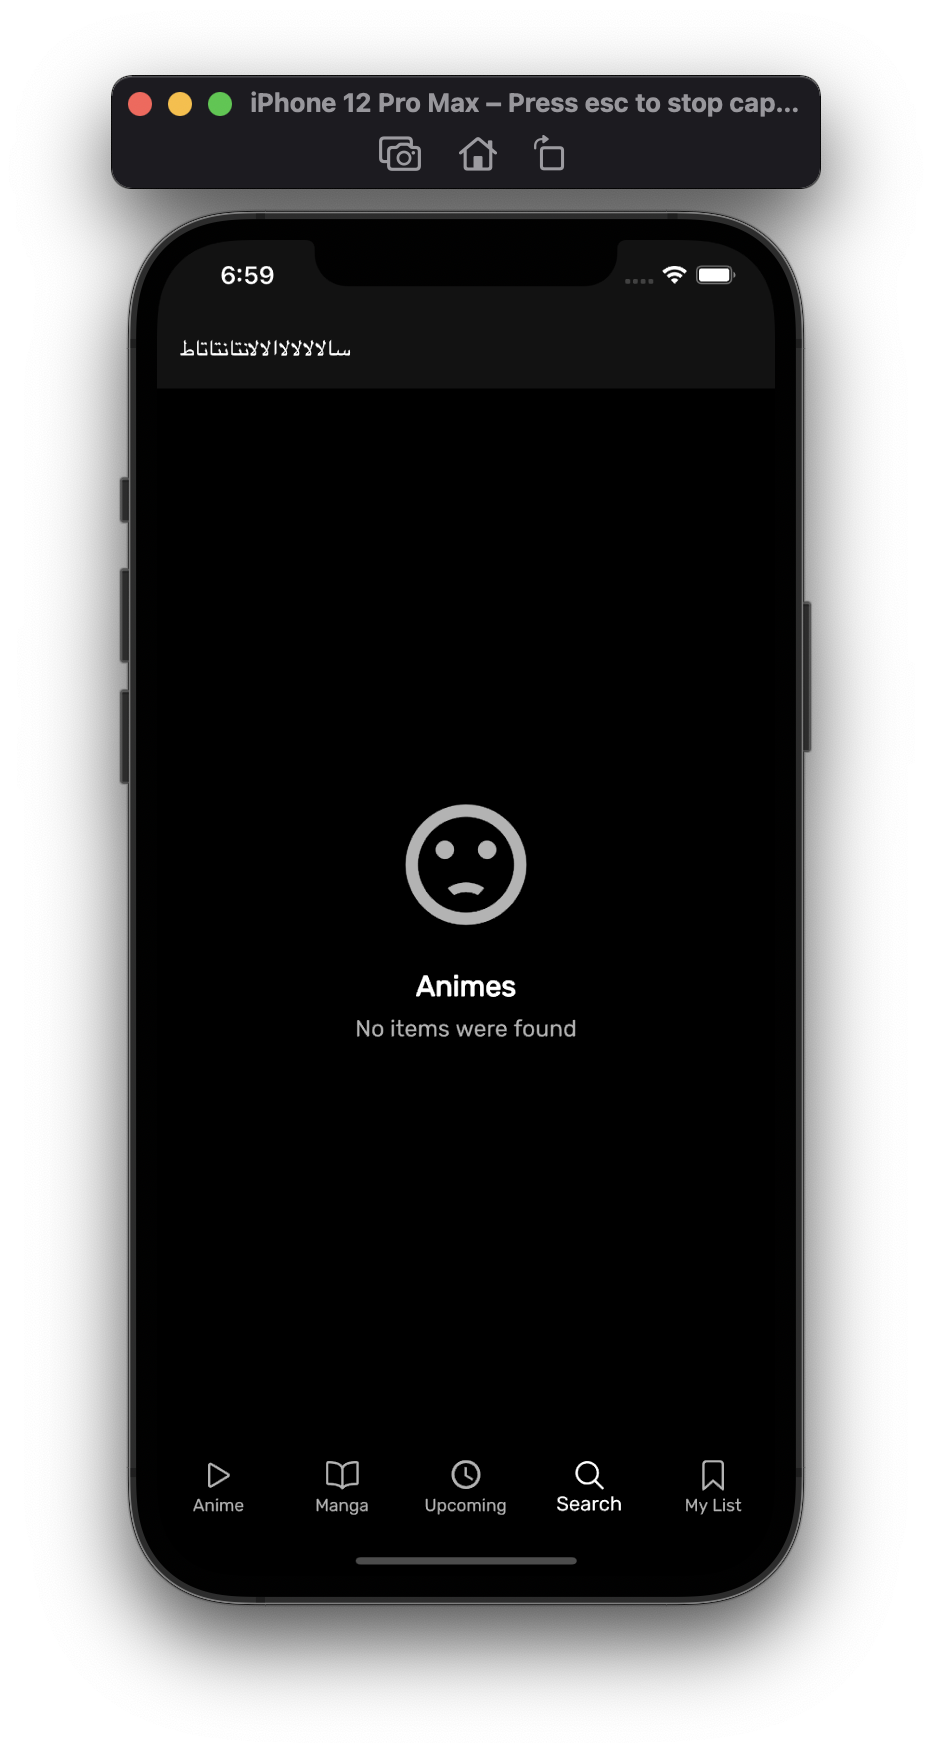 iPhone 12 Pro Max – Press esc to stop cap...
6:59
سالالالالاالالانتانتاتاط
Animes
No items were found
Anime
Manga
Upcoming
Search
My List